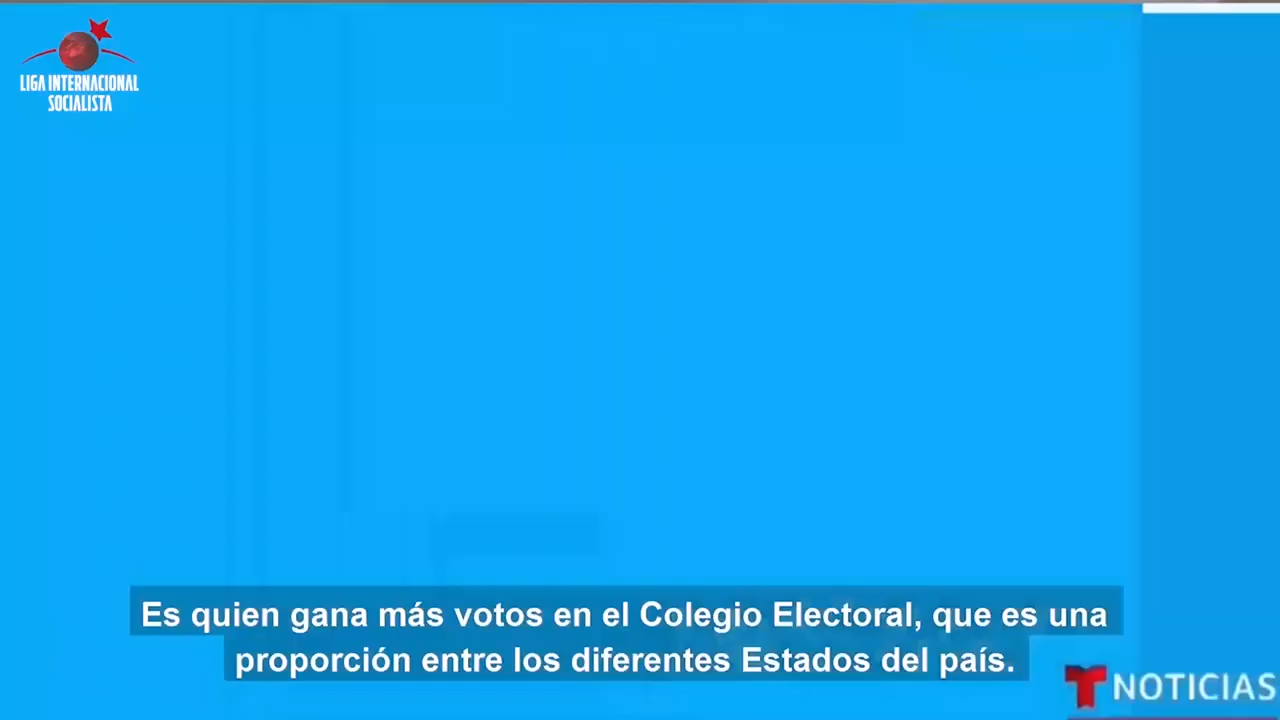 LIGA INTERNACIONAL
SOCIALISTA
Es quien gana más votos en el Colegio Electoral, que es una
proporción entre los diferentes Estados del país.
NOTICIAS